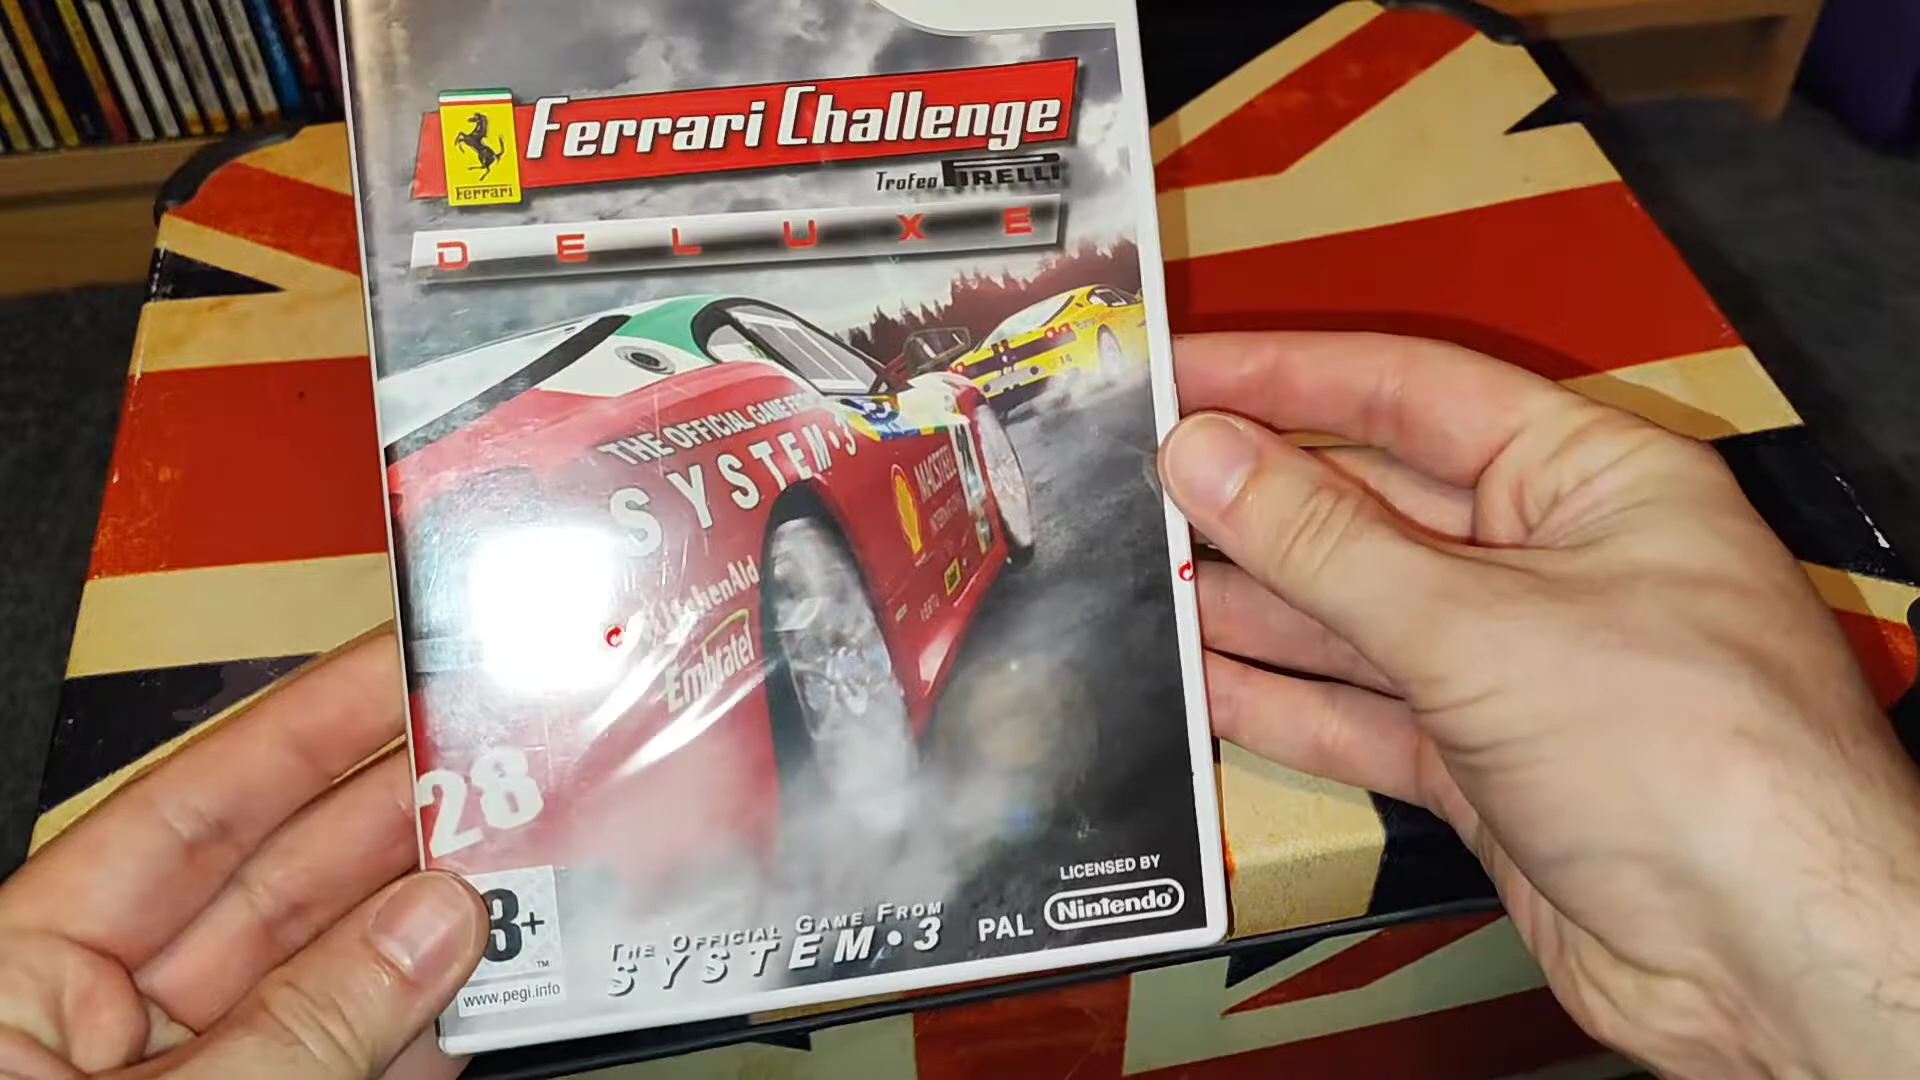 Ferrari
Ferrari Challenge
Trofeo PIRELLI
DELUXE
THE OFFICIAL GAME
SYSTEM·3
MACSTEEL
KitchenAid
Embratel
28
3+
www.pegi.info
THE OFFICIAL GAME FROM
SYSTEM·3
PAL
LICENSED BY
Nintendo